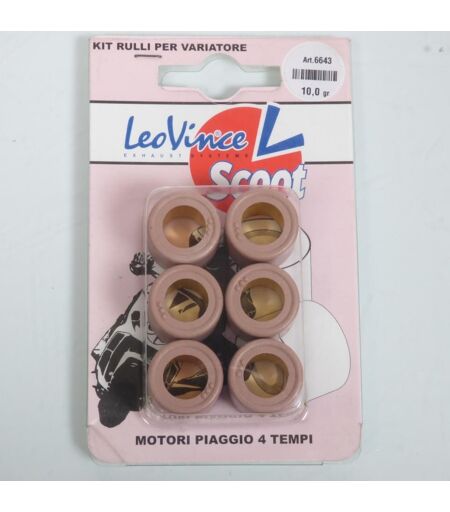 KIT RULLI PER VARIATORE
Art.6643
10,0 gr
LeoVince L
EXHAUST SYSTEMS
Scoot
MOTORI PIAGGIO 4 TEMPI